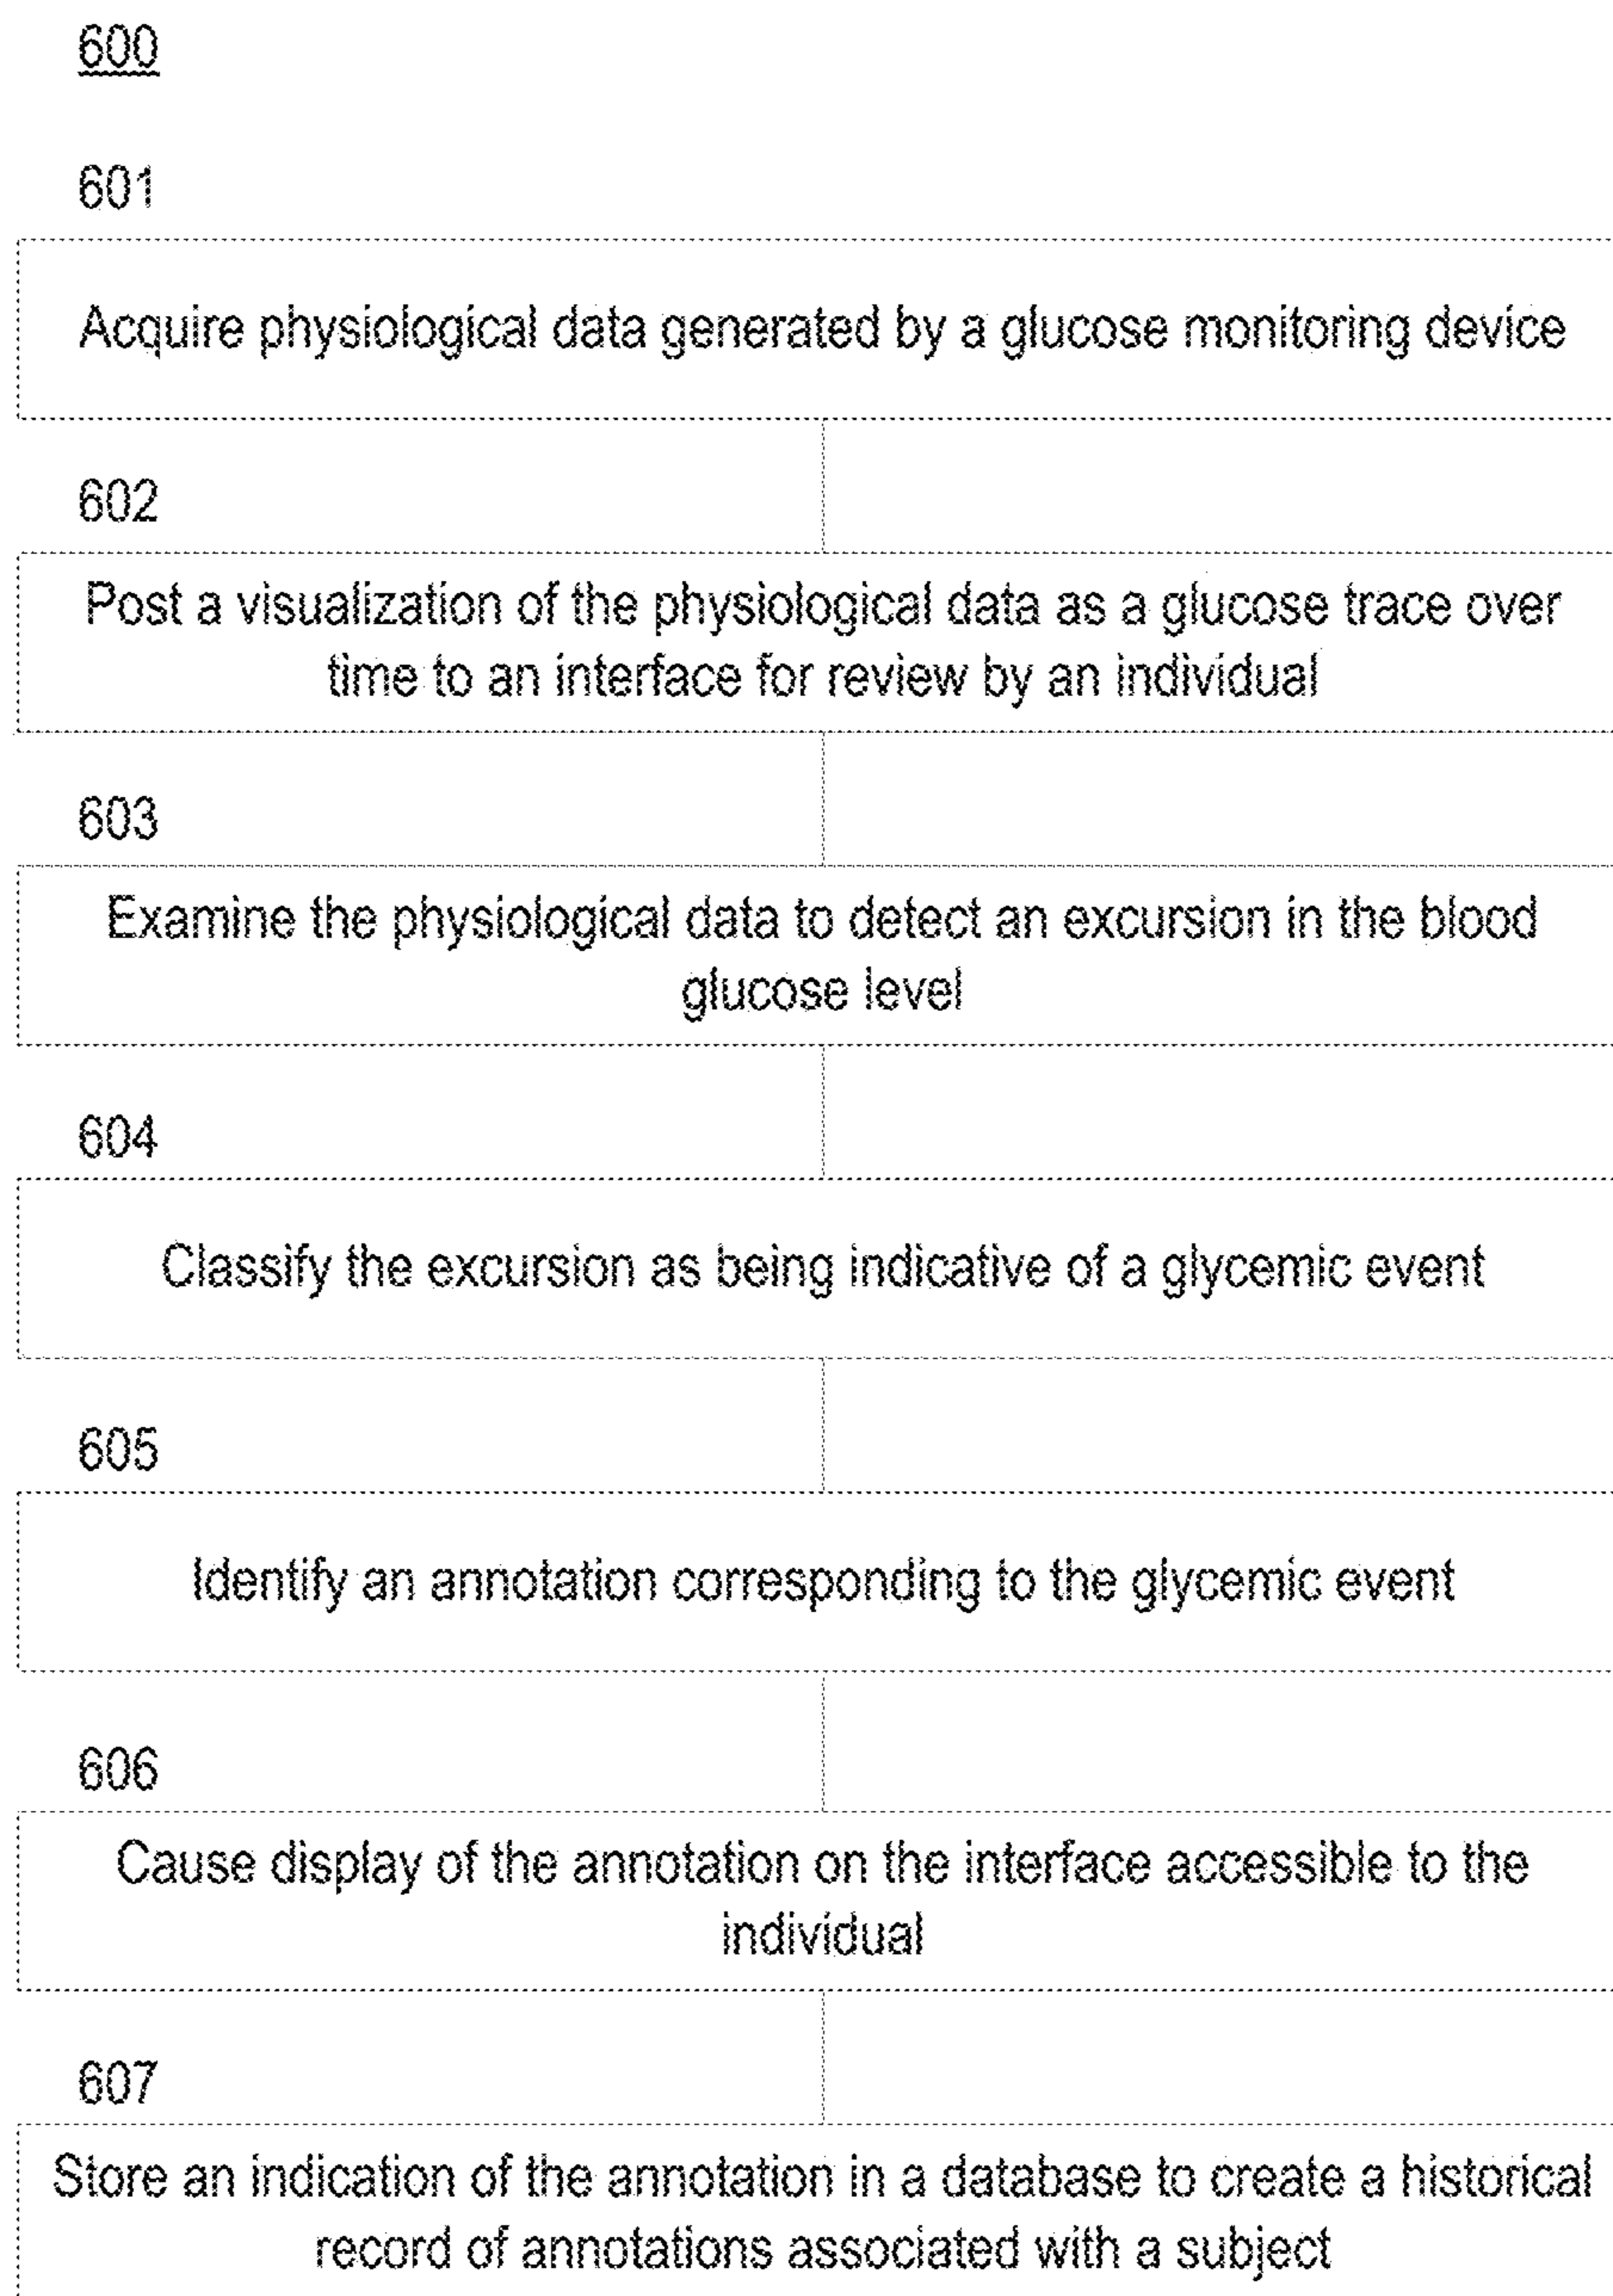 600
601
Acquire physiological data generated by a glucose monitoring device
602
Post a visualization of the physiological data as a glucose trace over
time to an interface for review by an individual
603
Examine the physiological data to detect an excursion in the blood
glucose level
604
Classify the excursion as being indicative of a glycemic event
605
Identify an annotation corresponding to the glycemic event
606
Cause display of the annotation on the interface accessible to the
individual
607
Store an indication of the annotation in a database to create a historical
record of annotations associated with a subject